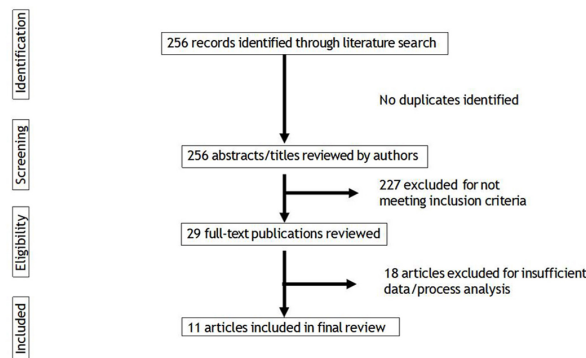 Identification
256 records identified through literature search
No duplicates identified
Screening
256 abstracts/titles reviewed by authors
227 excluded for not
meeting inclusion criteria
Eligibility
29 full-text publications reviewed
18 articles excluded for insufficient
data/process analysis
Included
11 articles included in final review